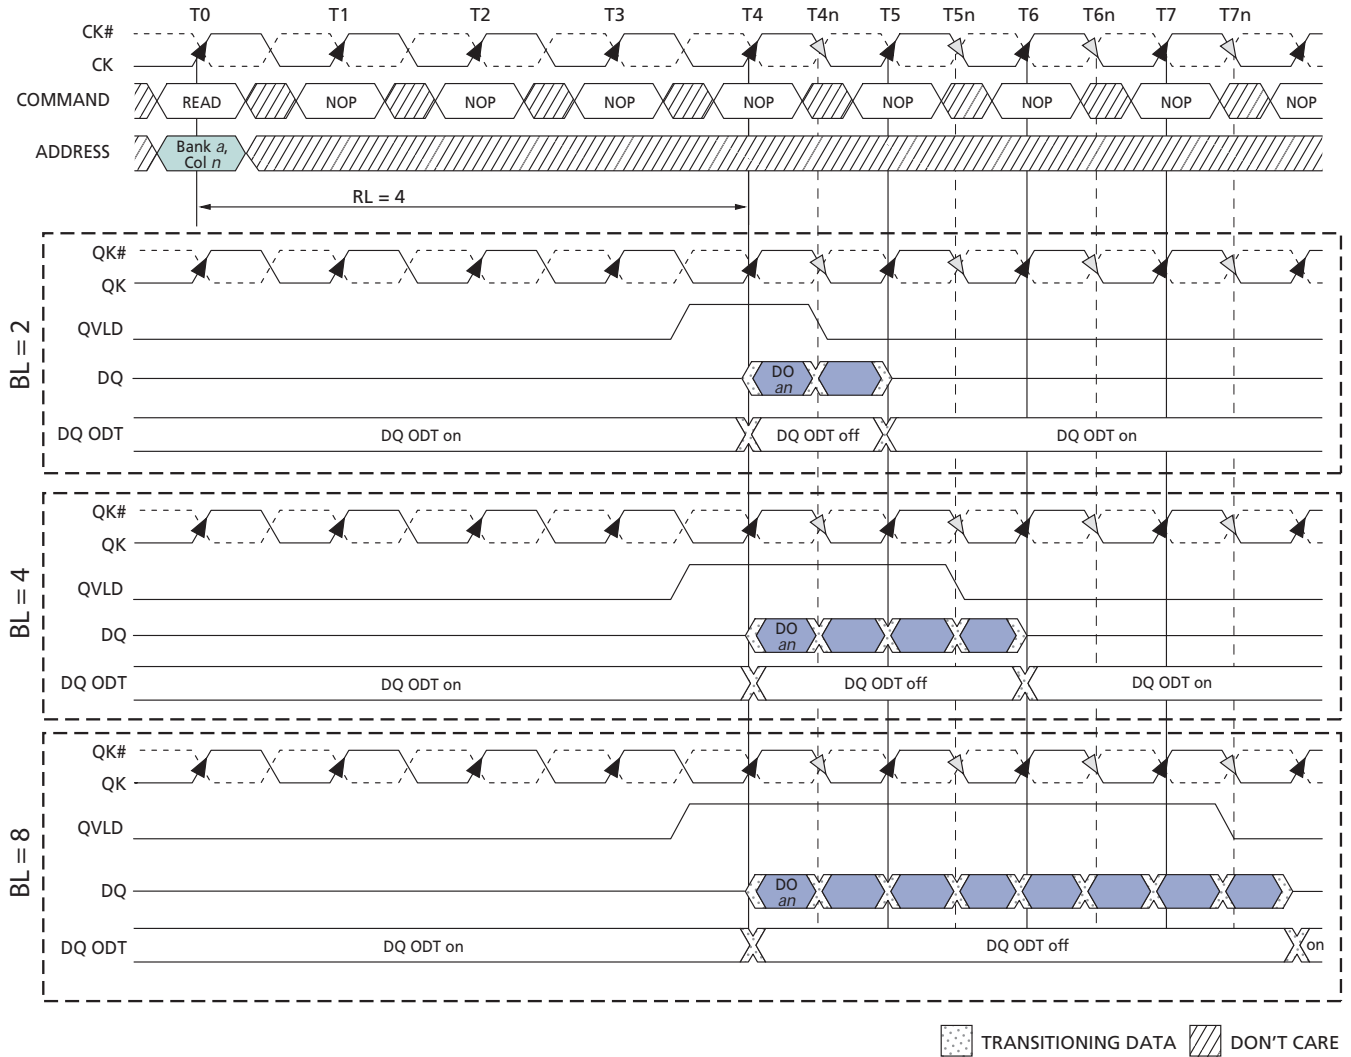 T0 T1 T2 T3 T4 T4n T5 T5n T6 T6n T7 T7n
CK#
CK
COMMAND READ NOP NOP NOP NOP NOP NOP NOP NOP
ADDRESS Bank a,
Col n
RL = 4
BL = 2
QK#
QK
QVLD
DQ DO
an
DQ ODT DQ ODT on DQ ODT off DQ ODT on
BL = 4
QK#
QK
QVLD
DQ DO
an
DQ ODT DQ ODT on DQ ODT off DQ ODT on
BL = 8
QK#
QK
QVLD
DQ DO
an
DQ ODT DQ ODT on DQ ODT off on
TRANSITIONING DATA DON'T CARE